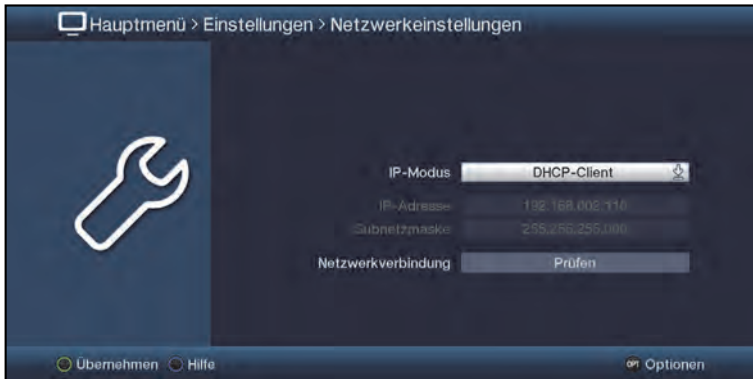 Hauptmenü > Einstellungen > Netzwerkeinstellungen
IP-Modus DHCP-Client
IP-Adresse 192.168.002.110
Subnetzmaske 255.255.255.000
Netzwerkverbindung Prüfen
Übernehmen Hilfe OPT Optionen